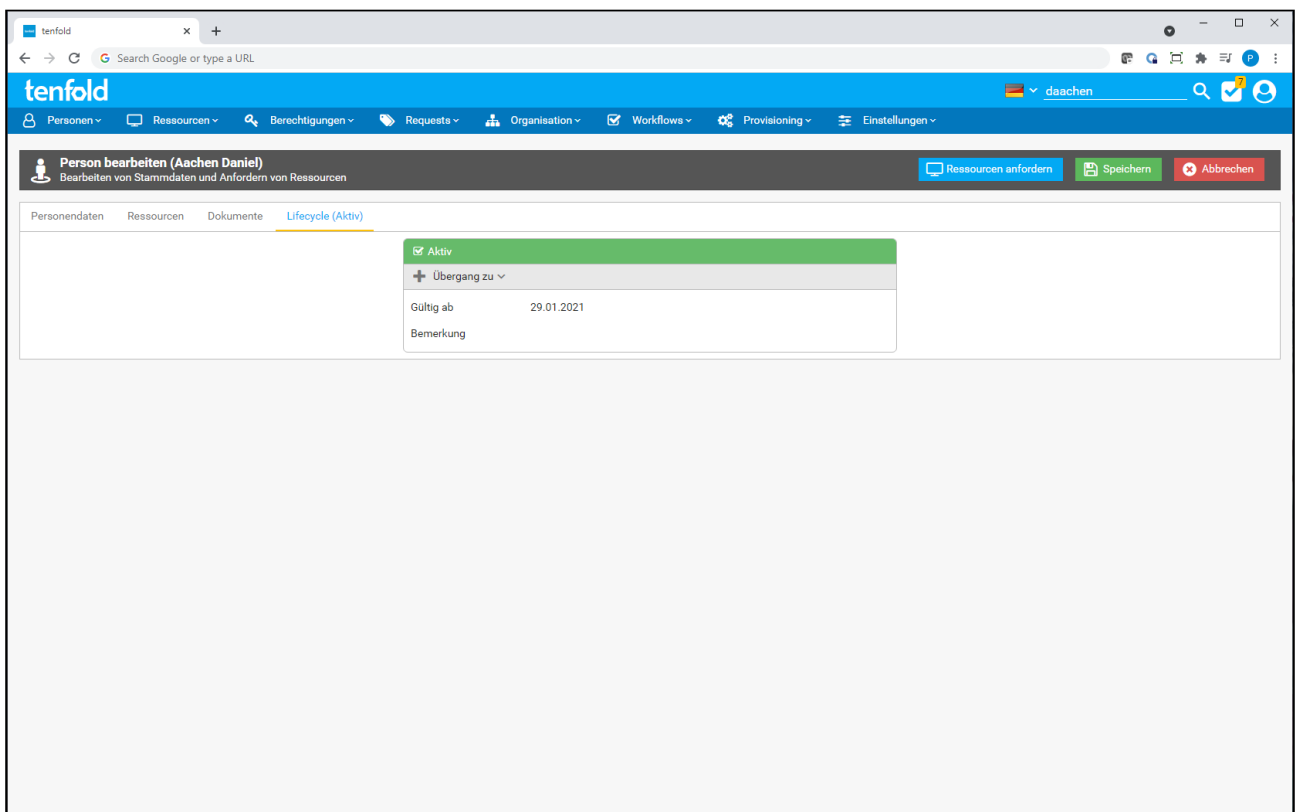 tenfold
Search Google or type a URL
P
tenfold
daachen
7
Personen Ressourcen Berechtigungen Requests Organisation Workflows Provisioning Einstellungen
Person bearbeiten (Aachen Daniel)
Bearbeiten von Stammdaten und Anfordern von Ressourcen
Ressourcen anfordern Speichern Abbrechen
Personendaten Ressourcen Dokumente Lifecycle (Aktiv)
Aktiv
Übergang zu
Gültig ab 29.01.2021
Bemerkung